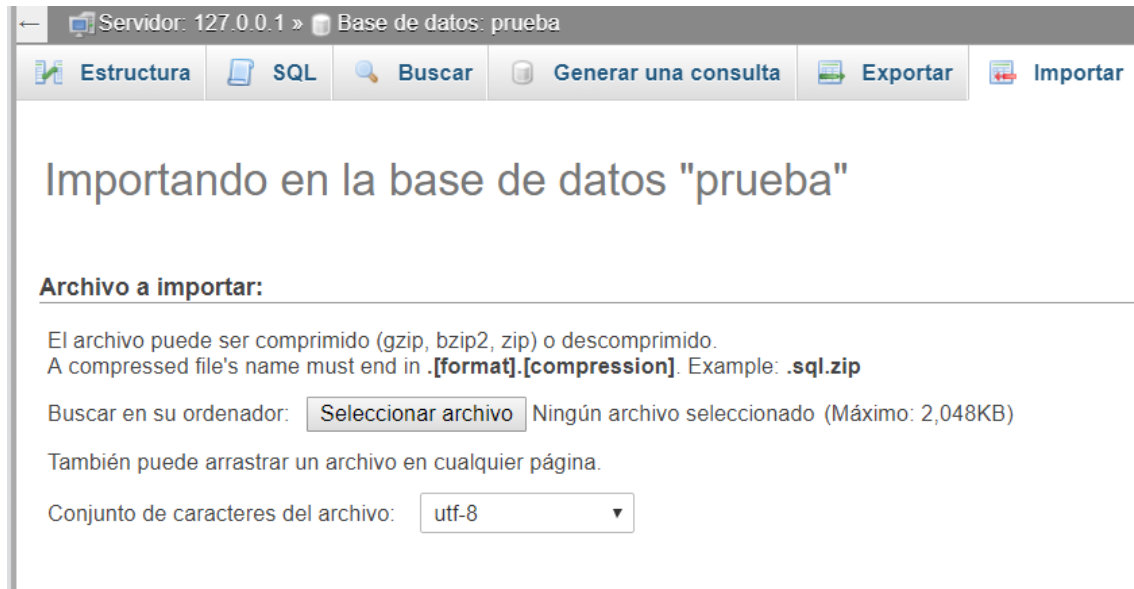 ← Servidor: 127.0.0.1 » Base de datos: prueba
Estructura SQL Buscar Generar una consulta Exportar Importar
Importando en la base de datos "prueba"
Archivo a importar:
El archivo puede ser comprimido (gzip, bzip2, zip) o descomprimido.
A compressed file's name must end in .[format].[compression]. Example: .sql.zip
Buscar en su ordenador: Seleccionar archivo Ningún archivo seleccionado (Máximo: 2,048KB)
También puede arrastrar un archivo en cualquier página.
Conjunto de caracteres del archivo: utf-8